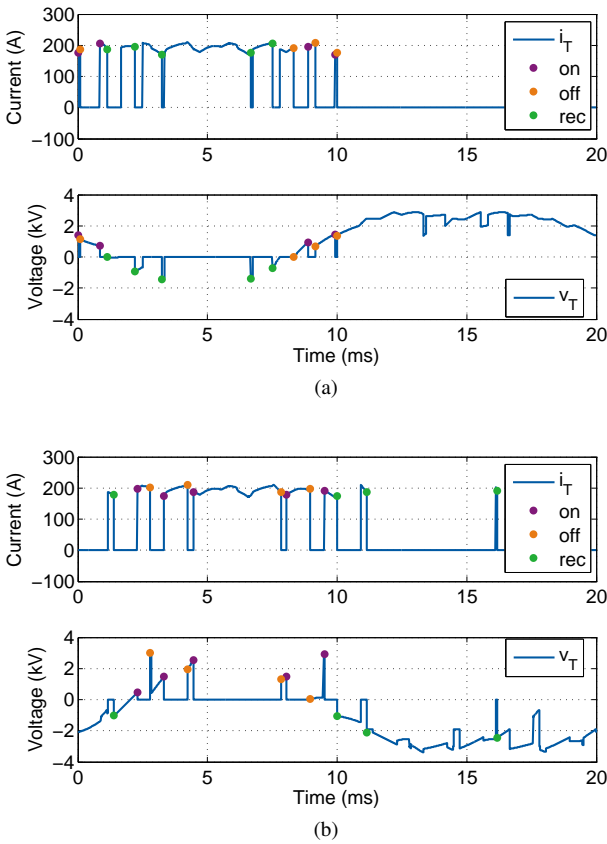 300
200
100
0
−100
Current (A)
0 5 10 15 20
i_T
on
off
rec
4
2
0
−2
−4
Voltage (kV)
v_T
0 5 10 15 20
Time (ms)
(a)
300
200
100
0
−100
Current (A)
0 5 10 15 20
i_T
on
off
rec
4
2
0
−2
−4
Voltage (kV)
v_T
0 5 10 15 20
Time (ms)
(b)